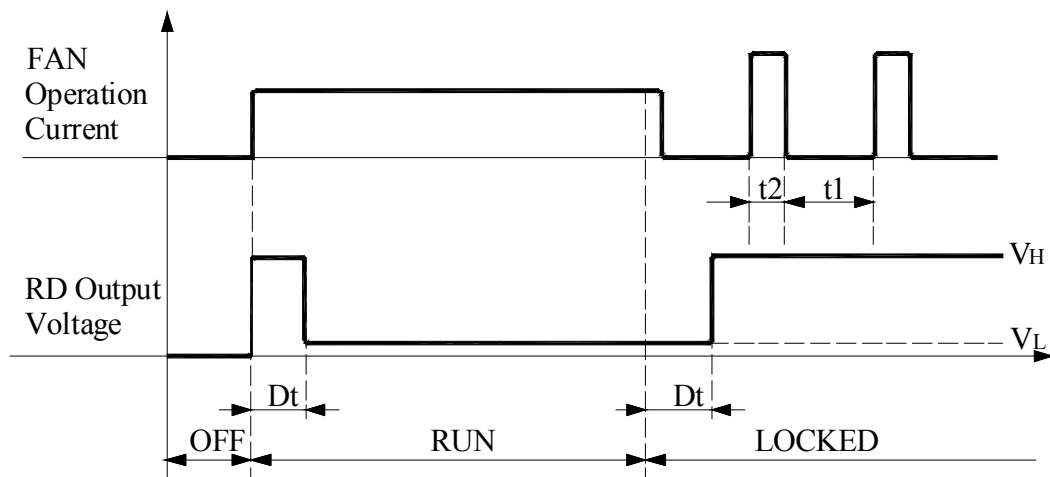 FAN
Operation
Current
t2
t1
VH
RD Output
Voltage
VL
Dt
Dt
OFF
RUN
LOCKED